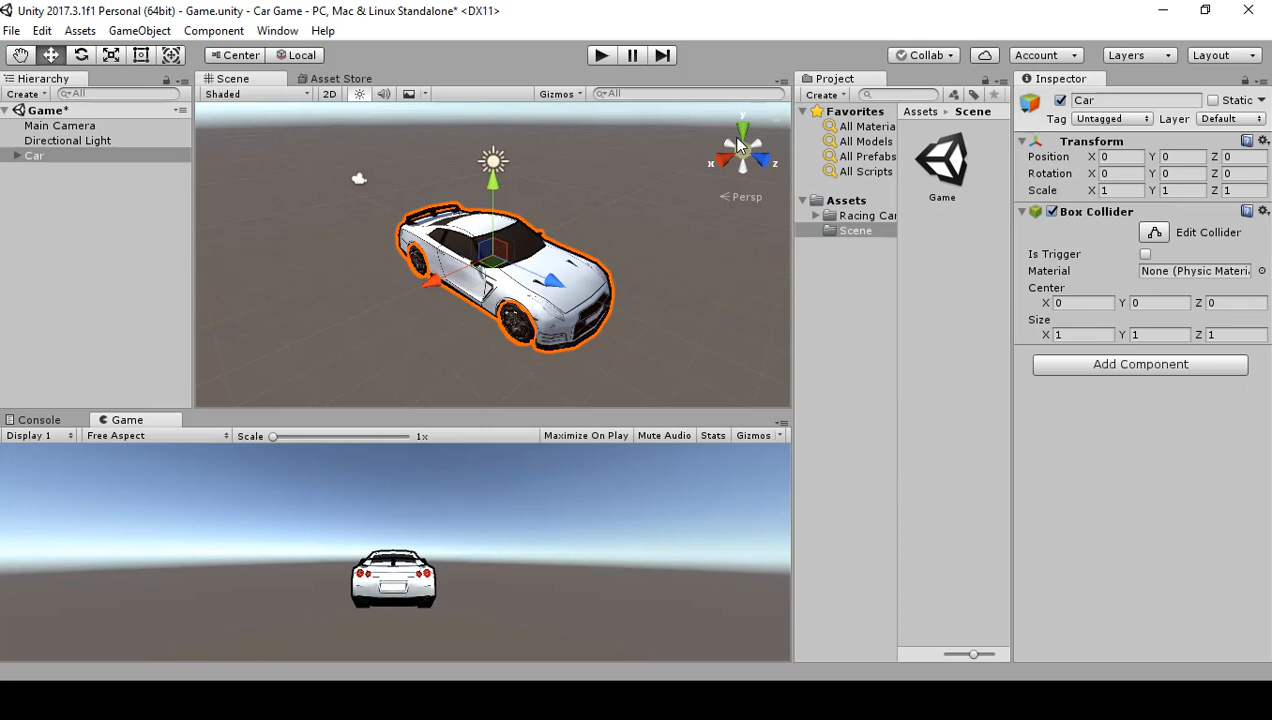 Unity 2017.3.1f1 Personal (64bit) - Game.unity - Car Game - PC, Mac & Linux Standalone* <DX11>
File Edit Assets GameObject Component Window Help
Center Local Collab Account Layers Layout
Hierarchy
Create All
Game*
Main Camera
Directional Light
Car
Scene Asset Store
Shaded 2D Gizmos All
y
x z
Persp
Console Game
Display 1 Free Aspect Scale 1x Maximize On Play Mute Audio Stats Gizmos
Project
Create
Favorites
All Materia
All Models
All Prefabs
All Scripts
Assets
Racing Car
Scene
Assets Scene
Game
Inspector
Car Static
Tag Untagged Layer Default
Transform
Position X 0 Y 0 Z 0
Rotation X 0 Y 0 Z 0
Scale X 1 Y 1 Z 1
Box Collider
Edit Collider
Is Trigger
Material None (Physic Materi
Center
X 0 Y 0 Z 0
Size
X 1 Y 1 Z 1
Add Component